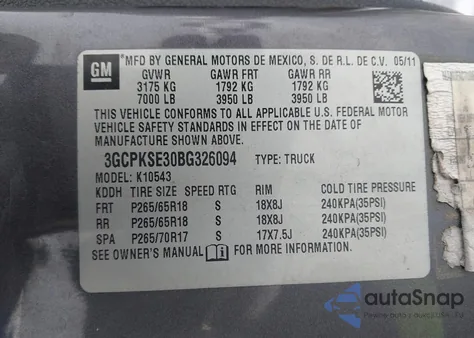 GM
MFD BY GENERAL MOTORS DE MEXICO, S. DE R.L. DE C.V. 05/11
GVWR GAWR FRT GAWR RR
3175 KG 1792 KG 1792 KG
7000 LB 3950 LB 3950 LB
THIS VEHICLE CONFORMS TO ALL APPLICABLE U.S. FEDERAL MOTOR
VEHICLE SAFETY STANDARDS IN EFFECT ON THE DATE OF
MANUFACTURE SHOWN ABOVE.
3GCPKSE30BG326094 TYPE: TRUCK
MODEL: K10543
KDDH TIRE SIZE SPEED RTG RIM COLD TIRE PRESSURE
FRT P265/65R18 S 18X8J 240KPA(35PSI)
RR P265/65R18 S 18X8J 240KPA(35PSI)
SPA P265/70R17 S 17X7.5J 240KPA(35PSI)
SEE OWNER'S MANUAL FOR MORE INFORMATION.
autoSnap